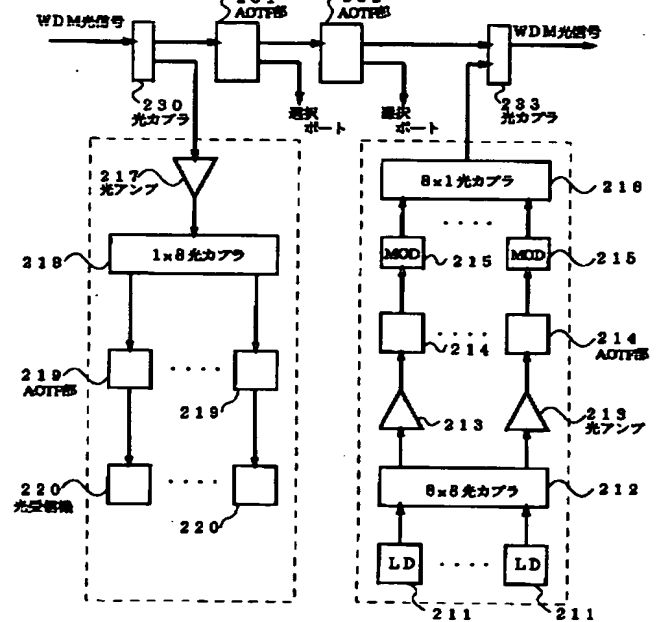 AOTF部
AOTF部
WDM光信号
WDM光信号
230
光カプラ
選択
ポート
選択
ポート
233
光カプラ
217
光アンプ
8×1光カプラ
216
218
1×8光カプラ
MOD
215
MOD
215
219
AOTF部
219
214
214
AOTF部
213
213
光アンプ
220
光受信機
220
8×8光カプラ
212
LD
LD
211
211